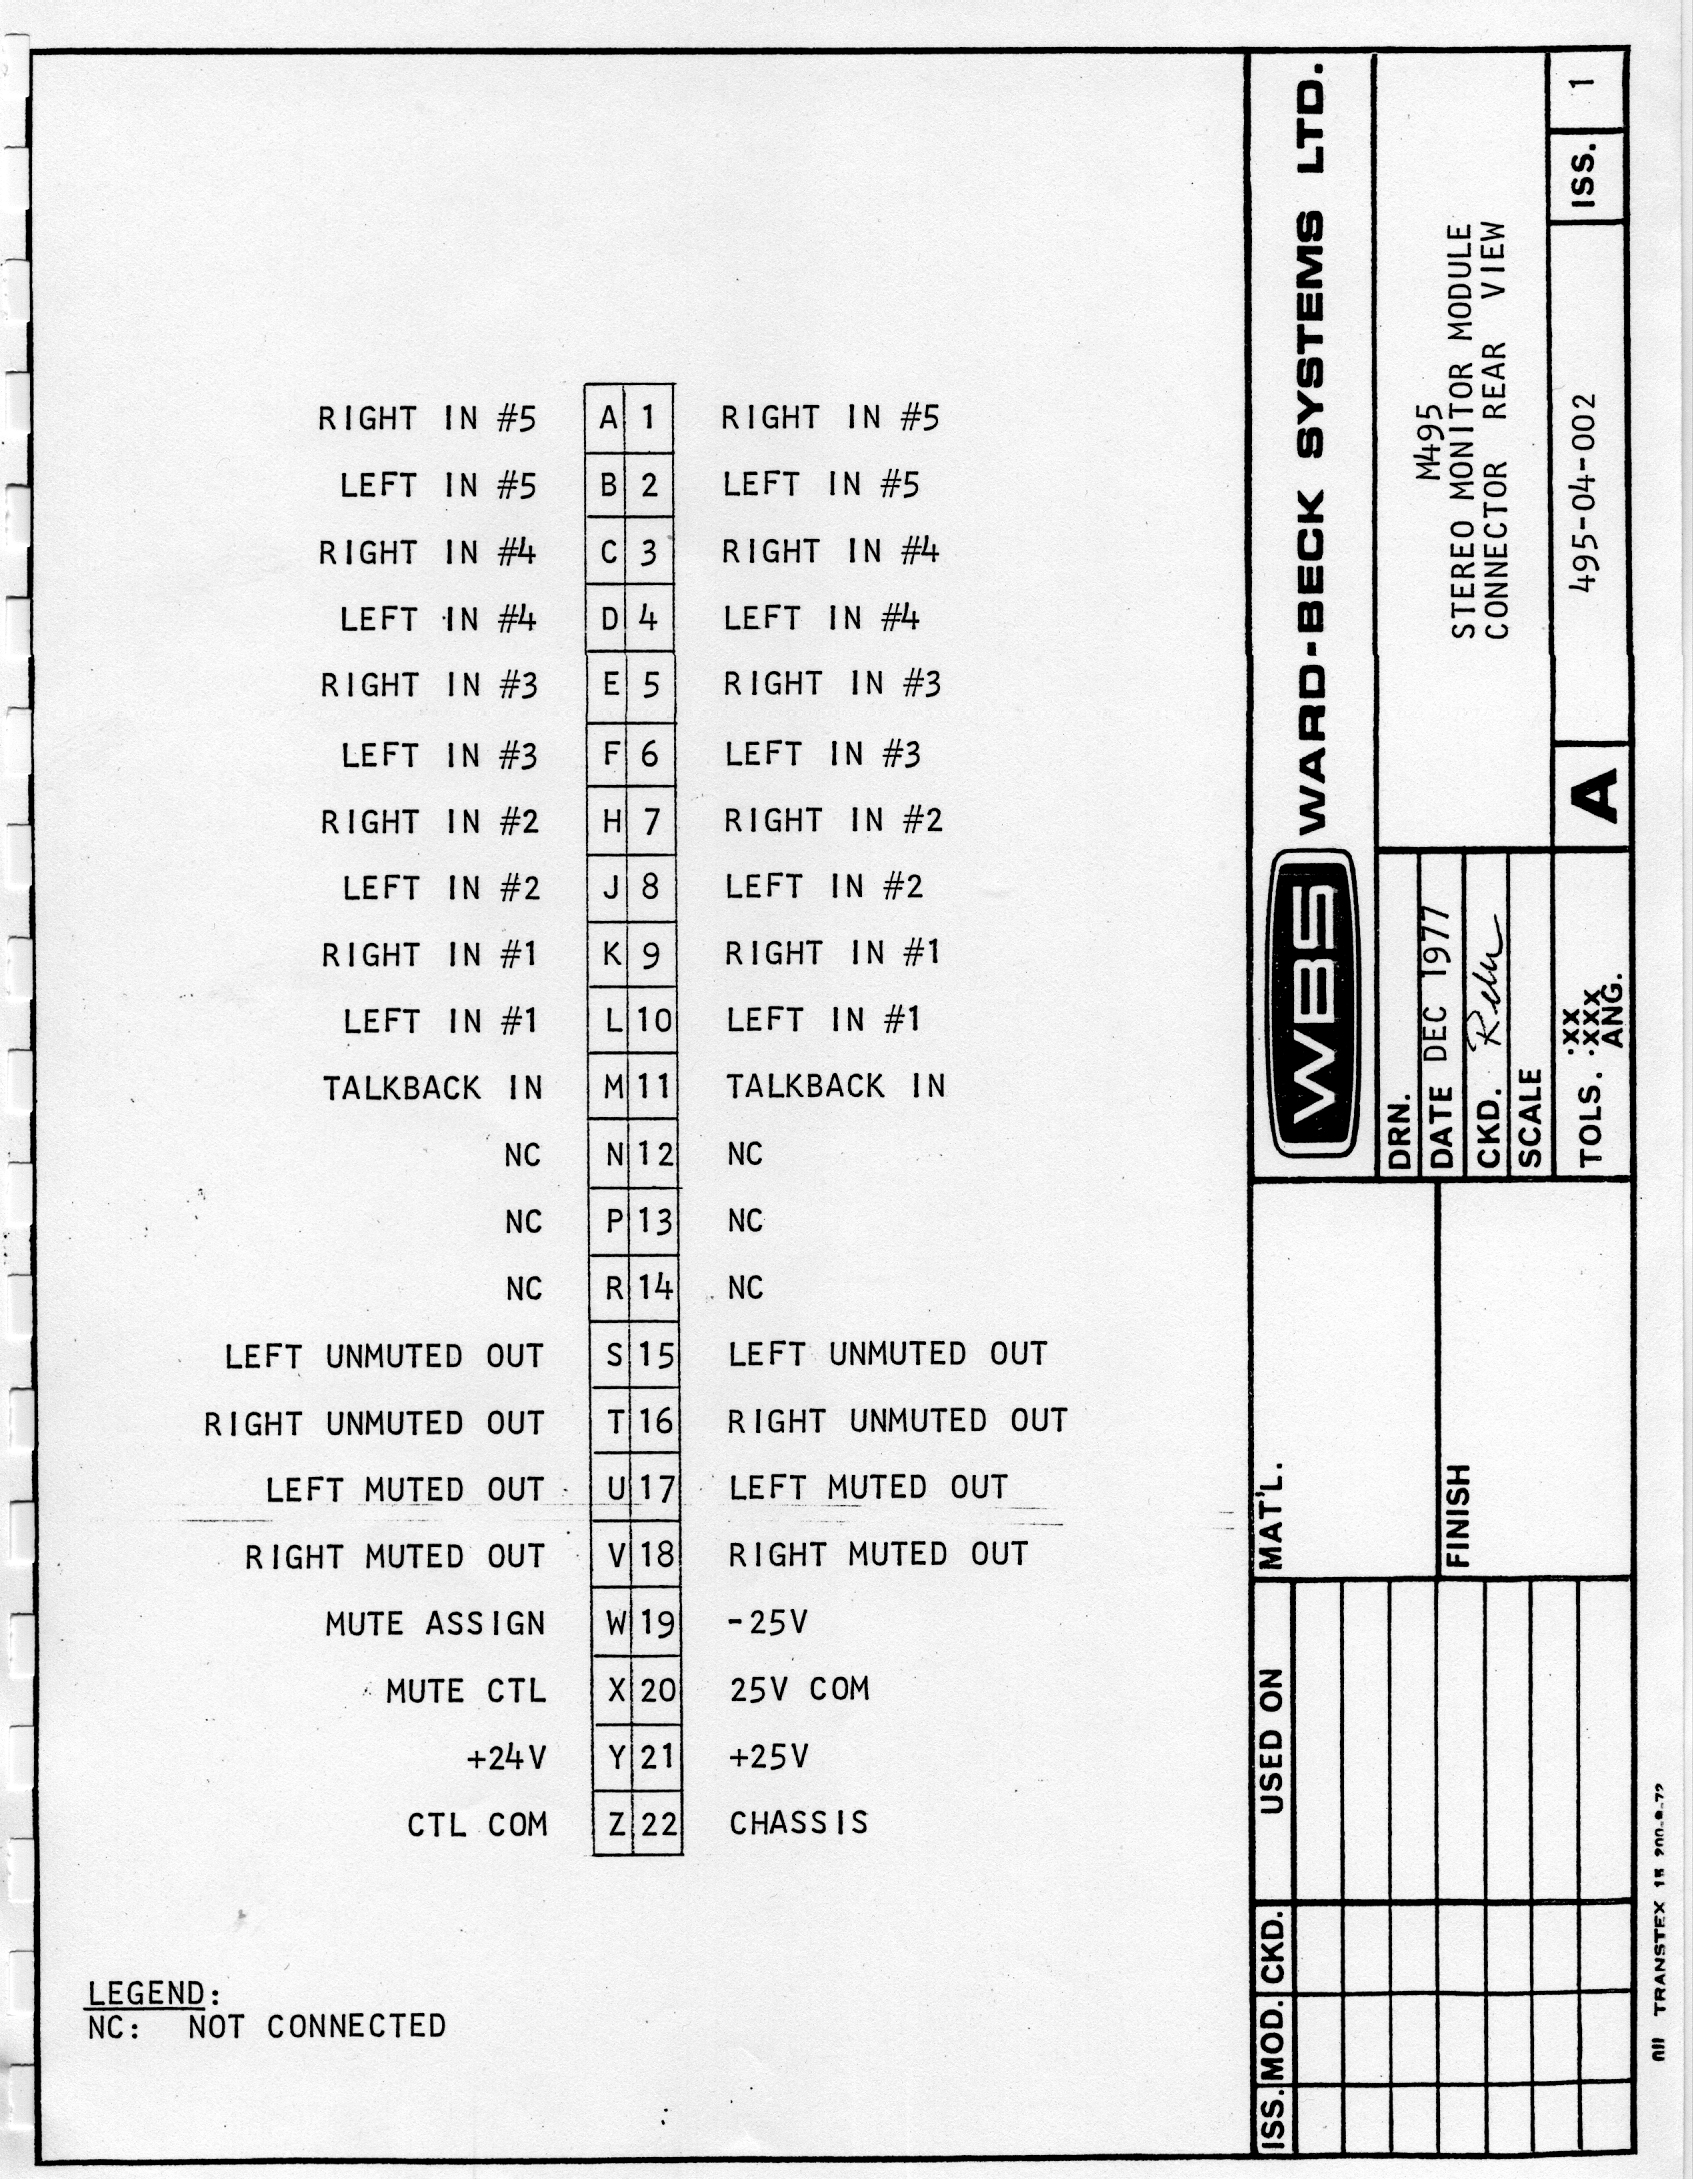 RIGHT IN #5 A 1 RIGHT IN #5
LEFT IN #5 B 2 LEFT IN #5
RIGHT IN #4 C 3 RIGHT IN #4
LEFT IN #4 D 4 LEFT IN #4
RIGHT IN #3 E 5 RIGHT IN #3
LEFT IN #3 F 6 LEFT IN #3
RIGHT IN #2 H 7 RIGHT IN #2
LEFT IN #2 J 8 LEFT IN #2
RIGHT IN #1 K 9 RIGHT IN #1
LEFT IN #1 L 10 LEFT IN #1
TALKBACK IN M 11 TALKBACK IN
NC N 12 NC
NC P 13 NC
NC R 14 NC
LEFT UNMUTED OUT S 15 LEFT UNMUTED OUT
RIGHT UNMUTED OUT T 16 RIGHT UNMUTED OUT
LEFT MUTED OUT U 17 LEFT MUTED OUT
RIGHT MUTED OUT V 18 RIGHT MUTED OUT
MUTE ASSIGN W 19 -25V
MUTE CTL X 20 25V COM
+24V Y 21 +25V
CTL COM Z 22 CHASSIS
LEGEND:
NC: NOT CONNECTED
WBS WARD-BECK SYSTEMS LTD.
M495
STEREO MONITOR MODULE
CONNECTOR REAR VIEW
A 495-04-002 ISS. 1
DRN.
DATE DEC 1977
CKD.
SCALE
TOLS. .XX
.XXX
ANG.
MAT'L.
FINISH
USED ON
ISS. MOD. CKD.
TRANSTEX